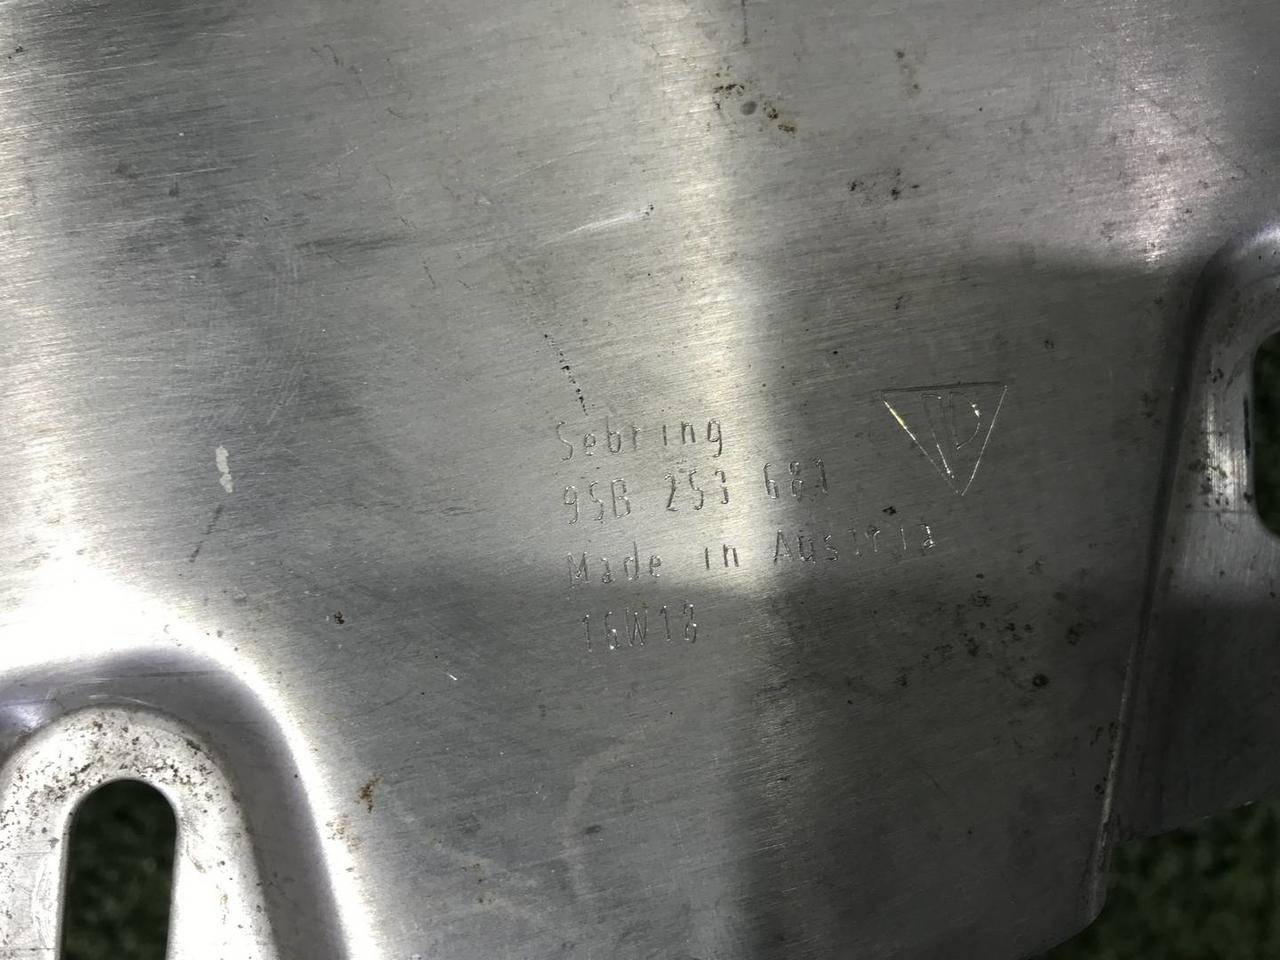 Sebring
95B 253 681
Made in Austria
16W18